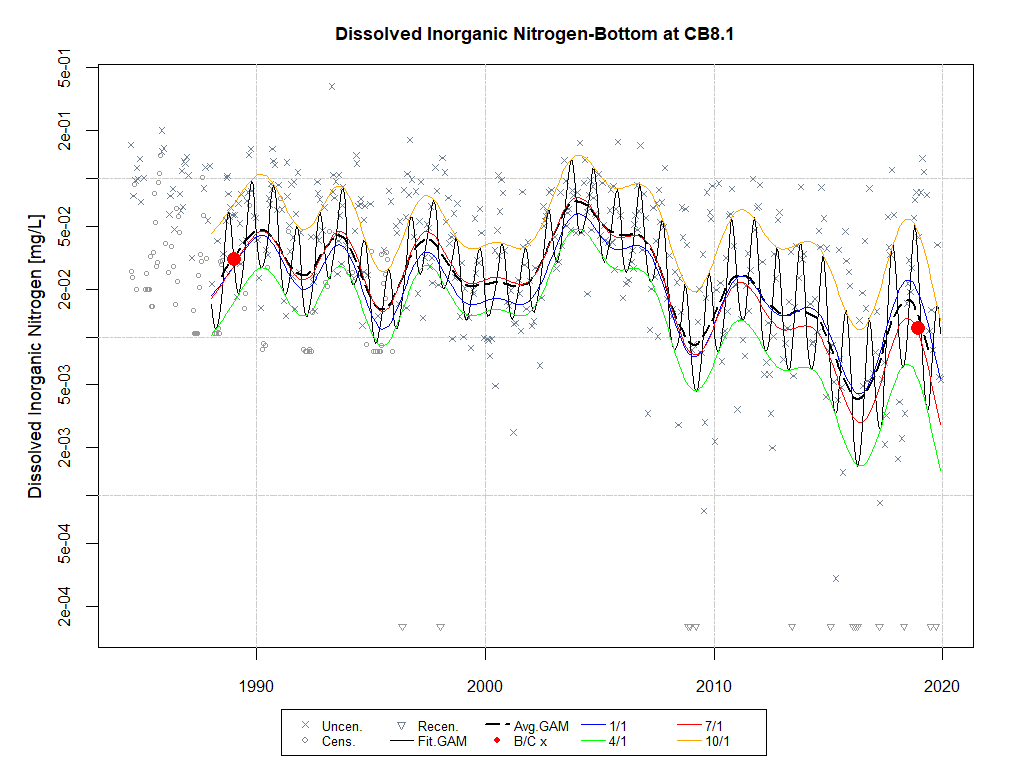 Dissolved Inorganic Nitrogen-Bottom at CB8.1
Dissolved Inorganic Nitrogen [mg/L]
5e-01
2e-01
5e-02
2e-02
5e-03
2e-03
5e-04
2e-04
1990 2000 2010 2020
Uncen. Recen. Avg.GAM 1/1 7/1
Cens. Fit.GAM B/C x 4/1 10/1